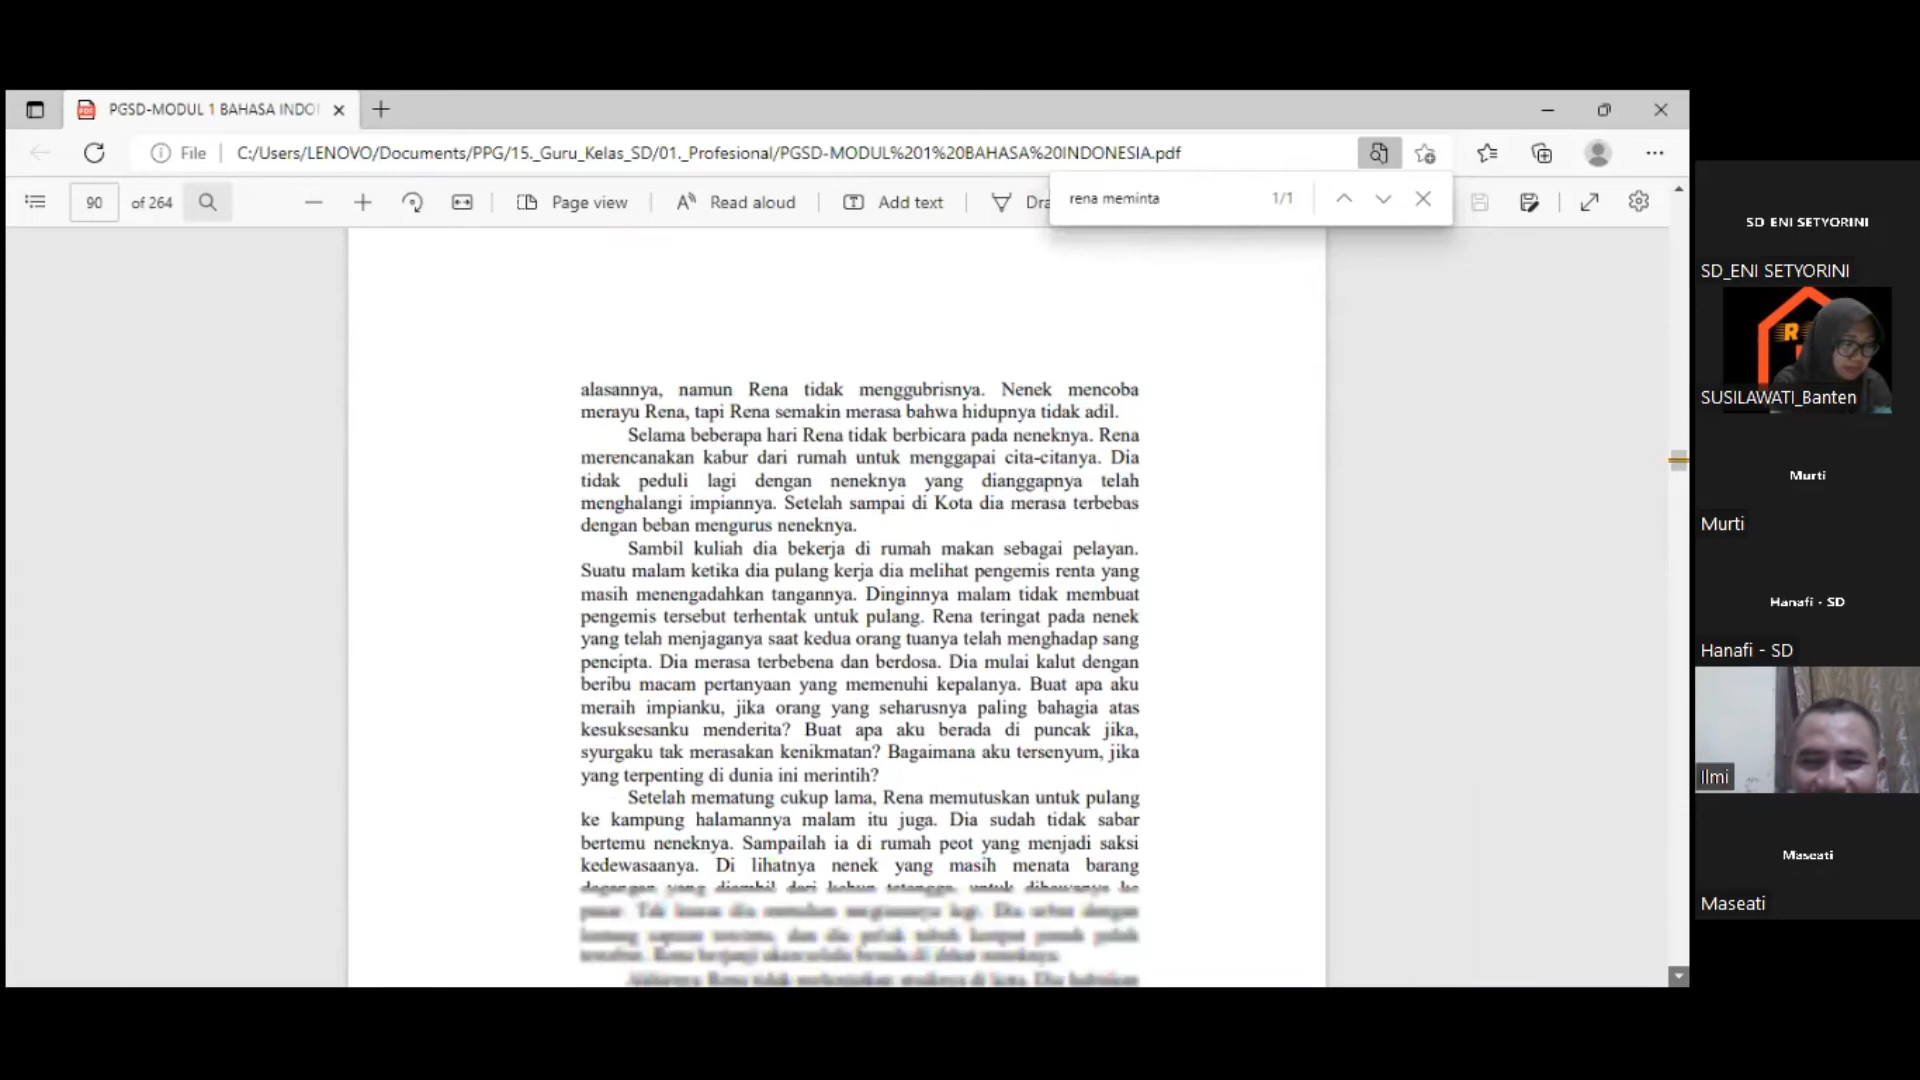 PGSD-MODUL 1 BAHASA INDO
File
C:/Users/LENOVO/Documents/PPG/15._Guru_Kelas_SD/01._Profesional/PGSD-MODUL%201%20BAHASA%20INDONESIA.pdf
90 of 264
Page view
Read aloud
Add text
Dra
rena meminta 1/1
alasannya, namun Rena tidak menggubrisnya. Nenek mencoba
merayu Rena, tapi Rena semakin merasa bahwa hidupnya tidak adil.
Selama beberapa hari Rena tidak berbicara pada neneknya. Rena
merencanakan kabur dari rumah untuk menggapai cita-citanya. Dia
tidak peduli lagi dengan neneknya yang dianggapnya telah
menghalangi impiannya. Setelah sampai di Kota dia merasa terbebas
dengan beban mengurus neneknya.
Sambil kuliah dia bekerja di rumah makan sebagai pelayan.
Suatu malam ketika dia pulang kerja dia melihat pengemis renta yang
masih menengadahkan tangannya. Dinginnya malam tidak membuat
pengemis tersebut terhentak untuk pulang. Rena teringat pada nenek
yang telah menjaganya saat kedua orang tuanya telah menghadap sang
pencipta. Dia merasa terbebena dan berdosa. Dia mulai kalut dengan
beribu macam pertanyaan yang memenuhi kepalanya. Buat apa aku
meraih impianku, jika orang yang seharusnya paling bahagia atas
kesuksesanku menderita? Buat apa aku berada di puncak jika,
syurgaku tak merasakan kenikmatan? Bagaimana aku tersenyum, jika
yang terpenting di dunia ini merintih?
Setelah mematung cukup lama, Rena memutuskan untuk pulang
ke kampung halamannya malam itu juga. Dia sudah tidak sabar
bertemu neneknya. Sampailah ia di rumah peot yang menjadi saksi
kedewasaanya. Di lihatnya nenek yang masih menata barang
SD ENI SETYORINI
SD_ENI SETYORINI
SUSILAWATI_Banten
Murti
Murti
Hanafi - SD
Hanafi - SD
Ilmi
Maseati
Maseati